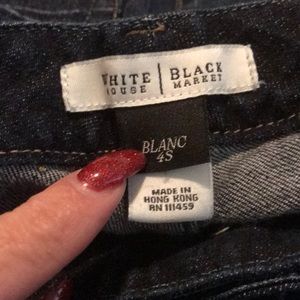 WHITE | BLACK
HOUSE | MARKET
BLANC
4S
MADE IN
HONG KONG
RN 111459